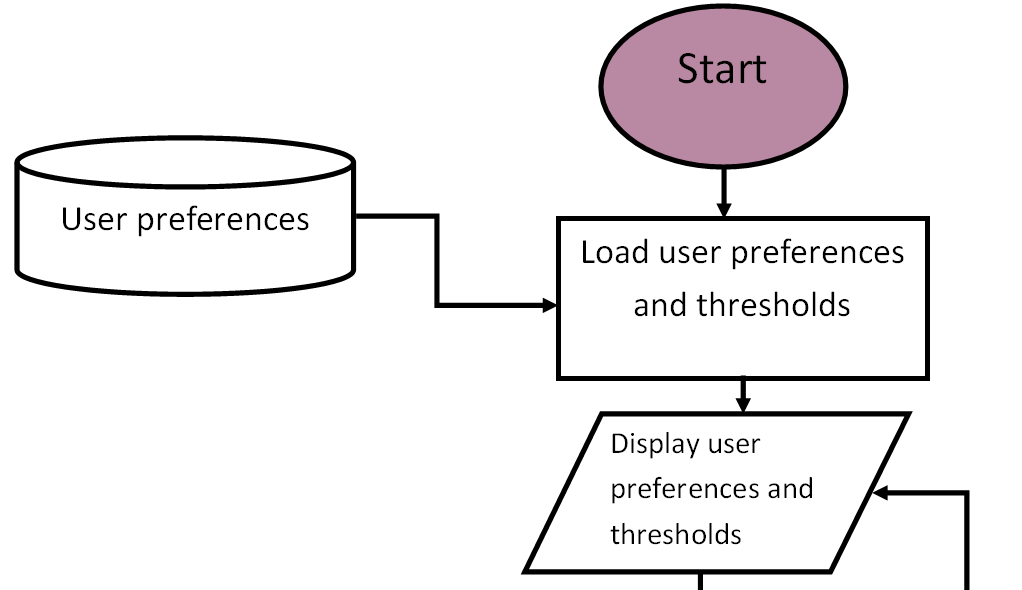 Start
User preferences
Load user preferences
and thresholds
Display user
preferences and
thresholds